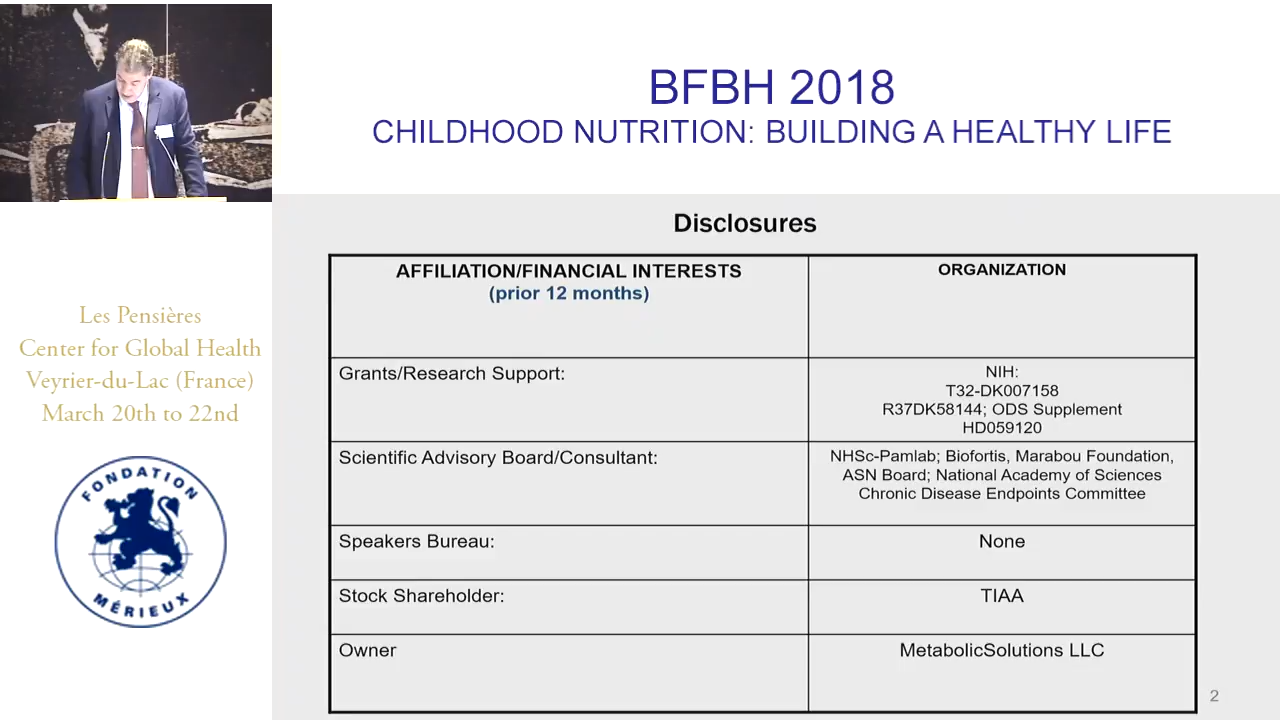 BFBH 2018
CHILDHOOD NUTRITION: BUILDING A HEALTHY LIFE
Les Pensières
Center for Global Health
Veyrier-du-Lac (France)
March 20th to 22nd
FONDATION
MÉRIEUX
Disclosures
AFFILIATION/FINANCIAL INTERESTS
(prior 12 months)
ORGANIZATION
Grants/Research Support:
NIH:
T32-DK007158
R37DK58144; ODS Supplement
HD059120
Scientific Advisory Board/Consultant:
NHSc-Pamlab; Biofortis, Marabou Foundation,
ASN Board; National Academy of Sciences
Chronic Disease Endpoints Committee
Speakers Bureau:
None
Stock Shareholder:
TIAA
Owner
MetabolicSolutions LLC
2